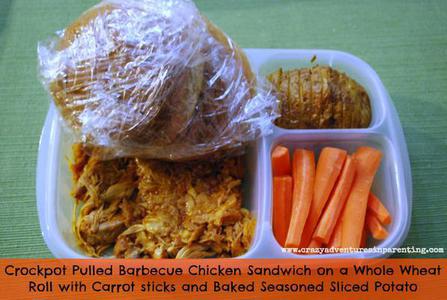 www.crazyadventuresinparenting.com
Crockpot Pulled Barbecue Chicken Sandwich on a Whole Wheat
Roll with Carrot sticks and Baked Seasoned Sliced Potato